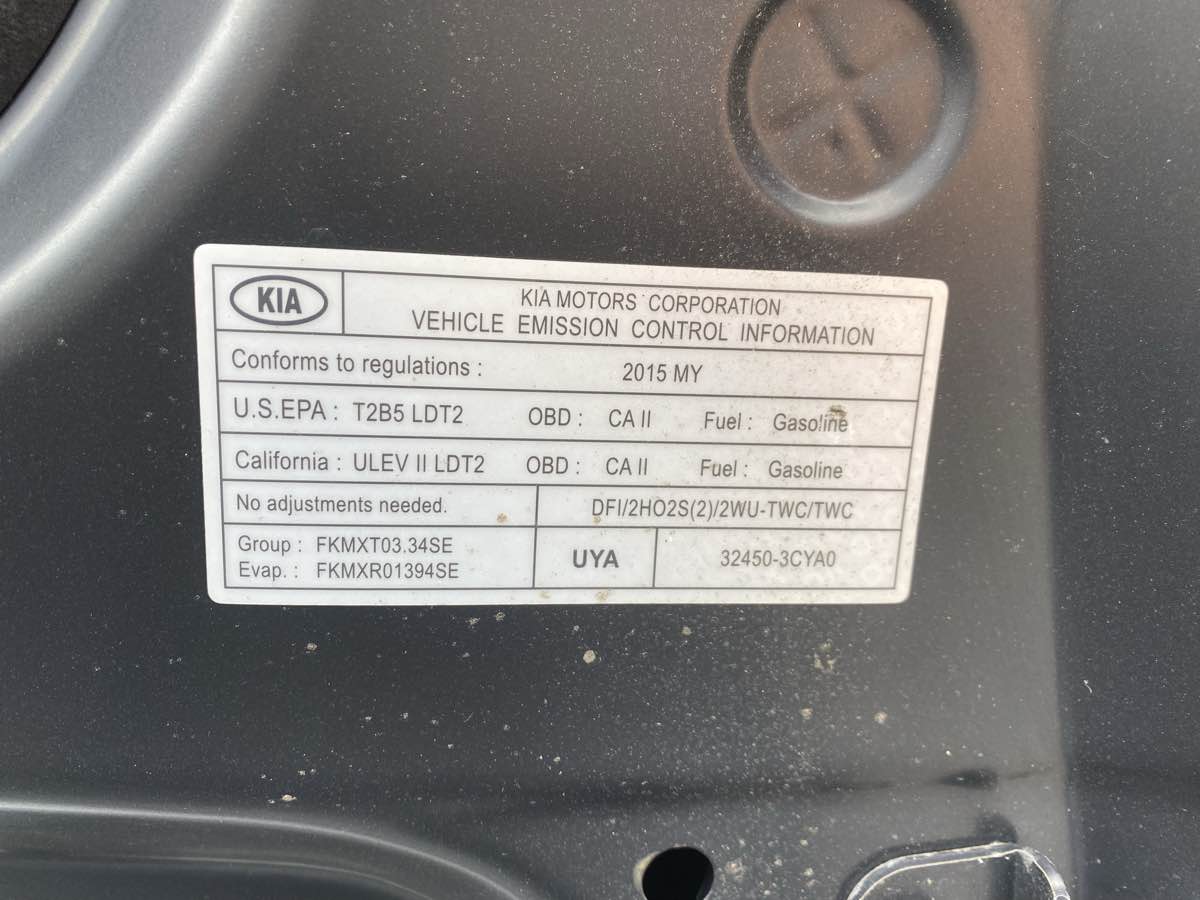 KIA
KIA MOTORS CORPORATION
VEHICLE EMISSION CONTROL INFORMATION
Conforms to regulations : 2015 MY
U.S.EPA : T2B5 LDT2 OBD : CA II Fuel : Gasoline
California : ULEV II LDT2 OBD : CA II Fuel : Gasoline
No adjustments needed. DFI/2HO2S(2)/2WU-TWC/TWC
Group : FKMXT03.34SE
Evap. : FKMXR01394SE
UYA
32450-3CYA0